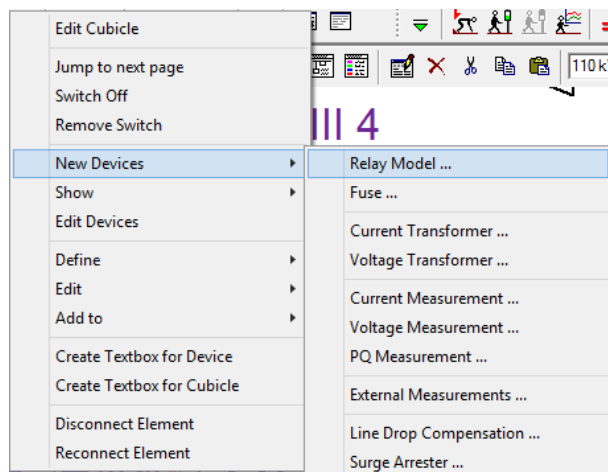 Edit Cubicle
Jump to next page
Switch Off
Remove Switch
New Devices
Show
Edit Devices
Define
Edit
Add to
Create Textbox for Device
Create Textbox for Cubicle
Disconnect Element
Reconnect Element
110 k
4
Relay Model ...
Fuse ...
Current Transformer ...
Voltage Transformer ...
Current Measurement ...
Voltage Measurement ...
PQ Measurement ...
External Measurements ...
Line Drop Compensation ...
Surge Arrester ...